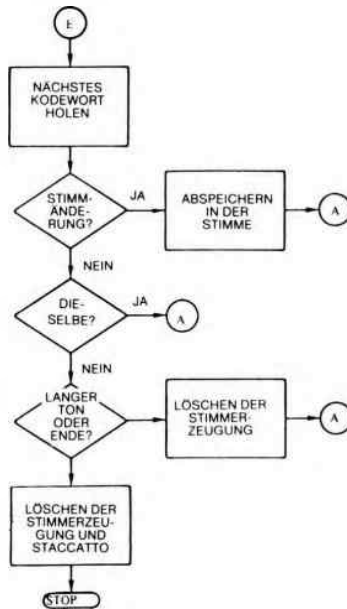 E
NÄCHSTES
KODEWORT
HOLEN
STIMM-
ÄNDE-
RUNG?
JA
ABSPEICHERN
IN DER
STIMME
A
NEIN
DIE-
SELBE?
JA
A
NEIN
LANGER
TON
ODER
ENDE?
LÖSCHEN DER
STIMMER-
ZEUGUNG
A
LÖSCHEN DER
STIMMERZEU-
GUNG UND
STACCATTO
STOP